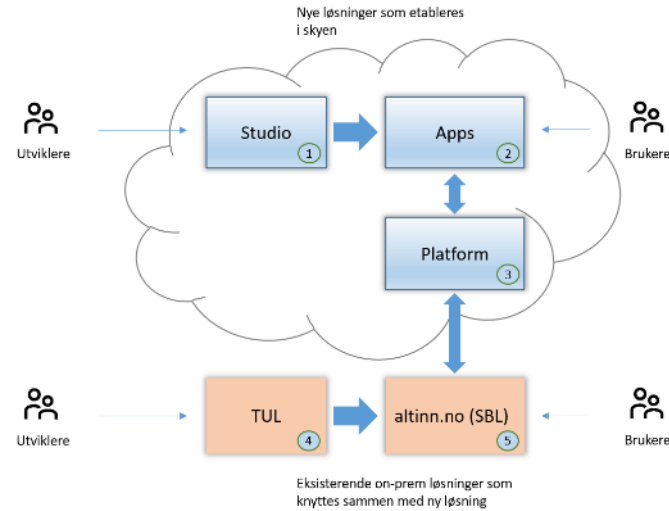 Nye løsninger som etableres
i skyen
Utviklere
Studio
1
Apps
2
Brukere
Platform
3
Utviklere
TUL
4
altinn.no (SBL)
5
Brukere
Eksisterende on-prem løsninger som
knyttes sammen med ny løsning